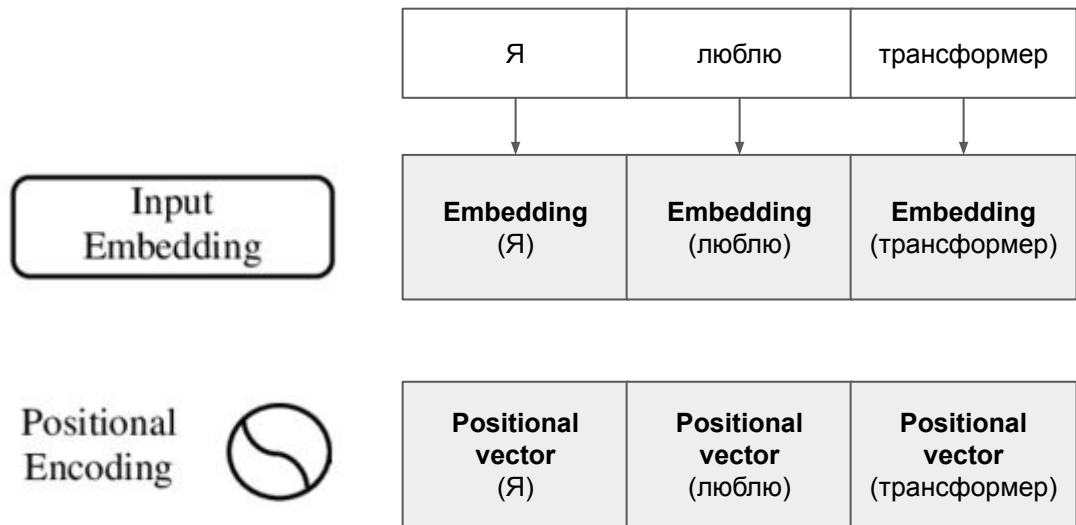 Я люблю трансформер
Input
Embedding
Embedding
(Я)
Embedding
(люблю)
Embedding
(трансформер)
Positional
Encoding
Positional
vector
(Я)
Positional
vector
(люблю)
Positional
vector
(трансформер)